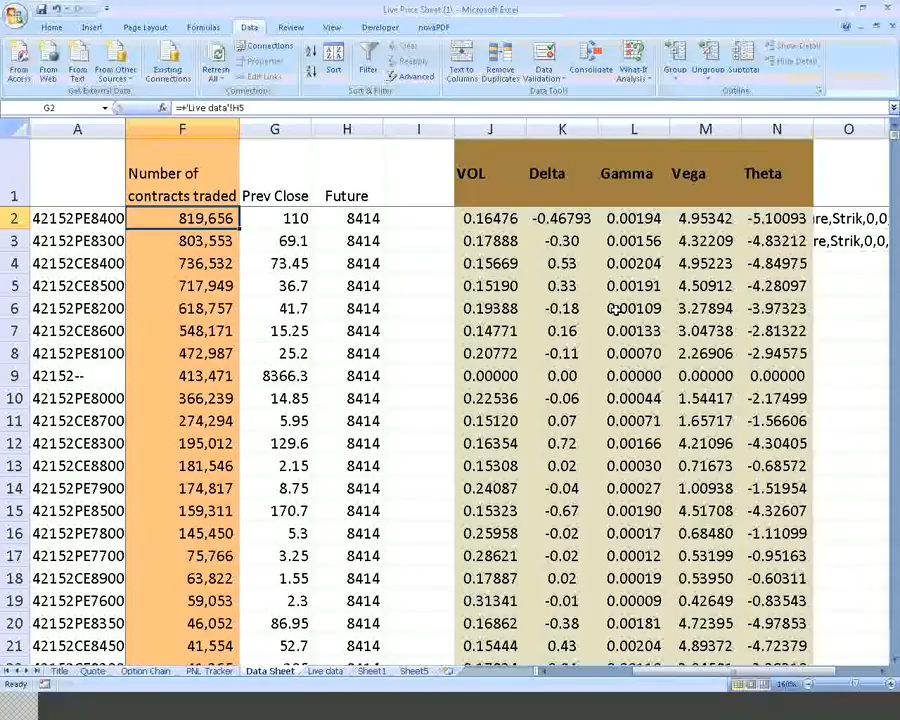 Live Price Sheet (1) - Microsoft Excel
Home Insert Page Layout Formulas Data Review View Developer novaPDF
From Access From Web From Text From Other Sources Existing Connections Refresh All Connections Properties Edit Links Sort Filter Clear Reapply Advanced Text to Columns Remove Duplicates Data Validation Consolidate What-If Analysis Group Ungroup Subtotal Show Detail Hide Detail
Get External Data Connections Sort & Filter Data Tools Outline
G2 fx =+'Live data'!H5
A F G H I J K L M N O
1 Number of contracts traded Prev Close Future VOL Delta Gamma Vega Theta
2 42152PE8400 819,656 110 8414 0.16476 -0.46793 0.00194 4.95342 -5.10093 re,Strik,0,0,
3 42152PE8300 803,553 69.1 8414 0.17888 -0.30 0.00156 4.32209 -4.83212 re,Strik,0,0,
4 42152CE8400 736,532 73.45 8414 0.15669 0.53 0.00204 4.95223 -4.84975
5 42152CE8500 717,949 36.7 8414 0.15190 0.33 0.00191 4.50912 -4.28097
6 42152PE8200 618,757 41.7 8414 0.19388 -0.18 0.00109 3.27894 -3.97323
7 42152CE8600 548,171 15.25 8414 0.14771 0.16 0.00133 3.04738 -2.81322
8 42152PE8100 472,987 25.2 8414 0.20772 -0.11 0.00070 2.26906 -2.94575
9 42152-- 413,471 8366.3 8414 0.00000 0.00 0.00000 0.00000 0.00000
10 42152PE8000 366,239 14.85 8414 0.22536 -0.06 0.00044 1.54417 -2.17499
11 42152CE8700 274,294 5.95 8414 0.15120 0.07 0.00071 1.65717 -1.56606
12 42152CE8300 195,012 129.6 8414 0.16354 0.72 0.00166 4.21096 -4.30405
13 42152CE8800 181,546 2.15 8414 0.15308 0.02 0.00030 0.71673 -0.68572
14 42152PE7900 174,817 8.75 8414 0.24087 -0.04 0.00027 1.00938 -1.51954
15 42152PE8500 159,311 170.7 8414 0.15323 -0.67 0.00190 4.51708 -4.32607
16 42152PE7800 145,450 5.3 8414 0.25958 -0.02 0.00017 0.68480 -1.11099
17 42152PE7700 75,766 3.25 8414 0.28621 -0.02 0.00012 0.53199 -0.95163
18 42152CE8900 63,822 1.55 8414 0.17887 0.02 0.00019 0.53950 -0.60311
19 42152PE7600 59,053 2.3 8414 0.31341 -0.01 0.00009 0.42649 -0.83543
20 42152PE8350 46,052 86.95 8414 0.16862 -0.38 0.00181 4.72395 -4.97853
21 42152CE8450 41,554 52.7 8414 0.15444 0.43 0.00204 4.89372 -4.72379
Title Quote Option Chain PNL Tracker Data Sheet Live data Sheet1 Sheet5
Ready 160%